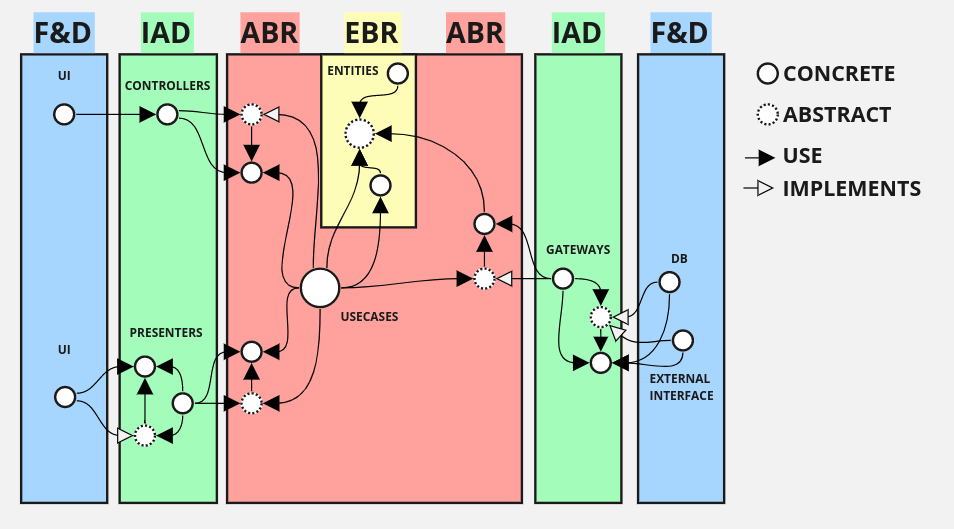 F&D
IAD
ABR
EBR
ABR
IAD
F&D
UI
CONTROLLERS
ENTITIES
CONCRETE
ABSTRACT
USE
IMPLEMENTS
GATEWAYS
DB
USECASES
PRESENTERS
UI
EXTERNAL
INTERFACE